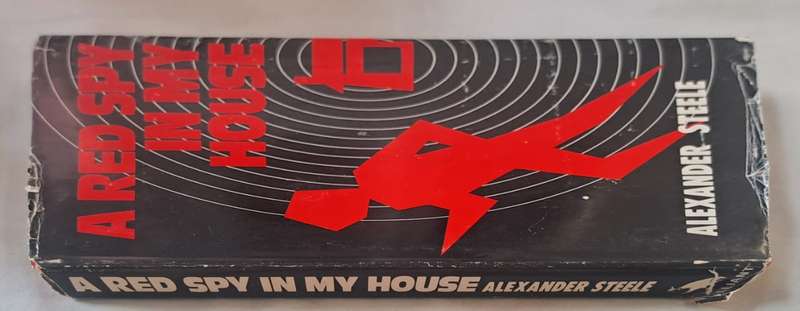 A RED SPY
IN MY
HOUSE
ALEXANDER STEELE
A RED SPY IN MY HOUSE ALEXANDER STEELE